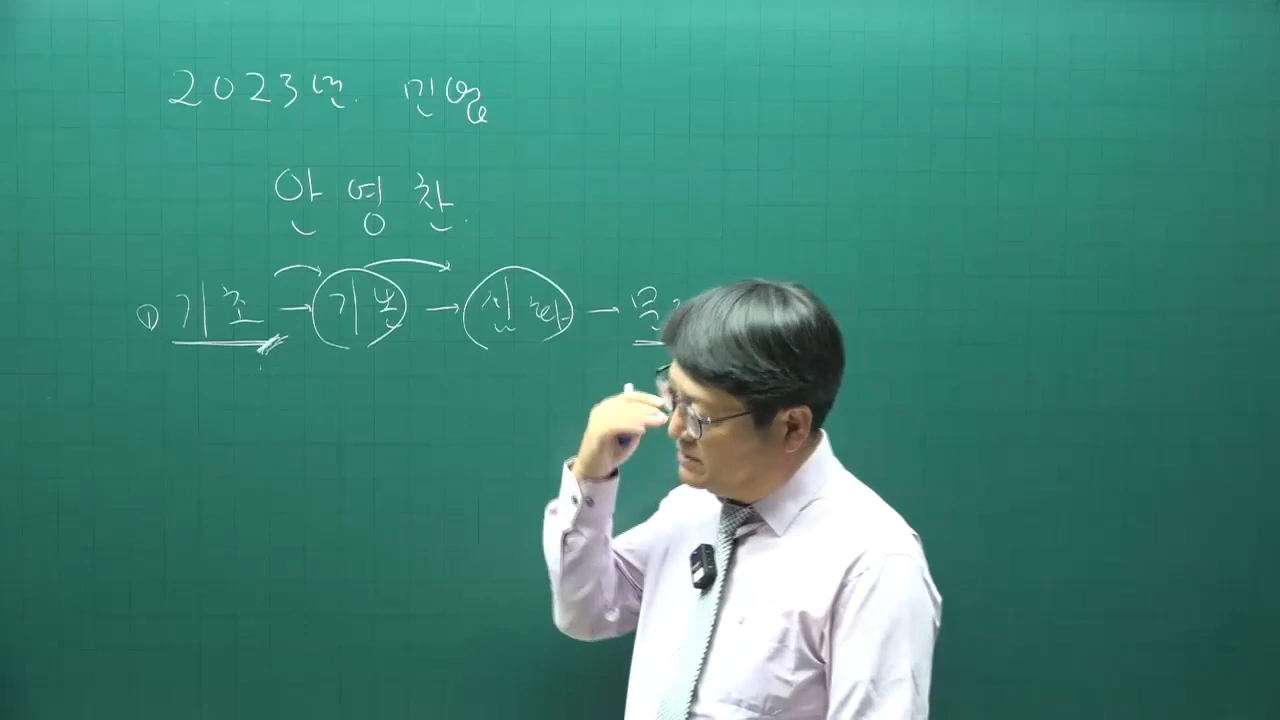 2023년. 민법
안영찬.
① 기초 → 기본 → 심화 → 문